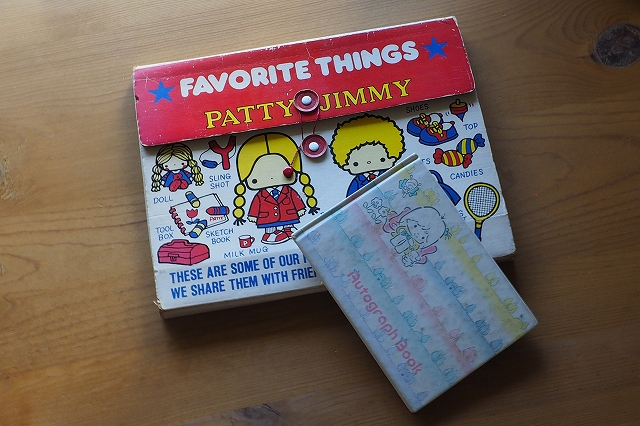 FAVORITE THINGS
PATTY JIMMY
DOLL
SLING
SHOT
TOOL
BOX
SKETCH
BOOK
MILK MUG
SHOES
TOP
CANDIES
THESE ARE SOME OF OUR
WE SHARE THEM WITH
Autograph Book